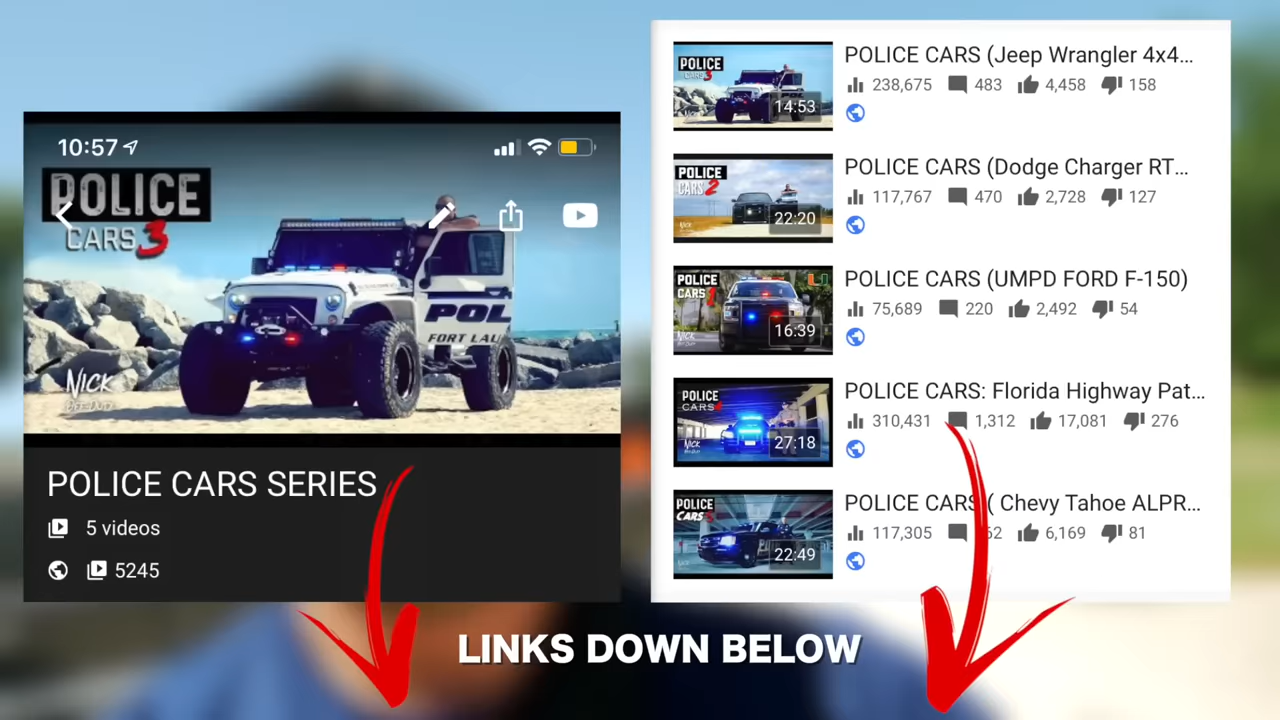 10:57
POLICE
CARS 3
POL
FORT LAU
NICK
POLICE CARS SERIES
5 videos
5245
POLICE
CARS 3
14:53
POLICE CARS (Jeep Wrangler 4x4...
238,675 483 4,458 158
POLICE
CARS 2
22:20
POLICE CARS (Dodge Charger RT...
117,767 470 2,728 127
POLICE
CARS 1
NICK
16:39
POLICE CARS (UMPD FORD F-150)
75,689 220 2,492 54
POLICE
CARS
NICK
27:18
POLICE CARS: Florida Highway Pat...
310,431 1,312 17,081 276
POLICE
CARS
22:49
POLICE CARS ( Chevy Tahoe ALPR...
117,305 62 6,169 81
LINKS DOWN BELOW